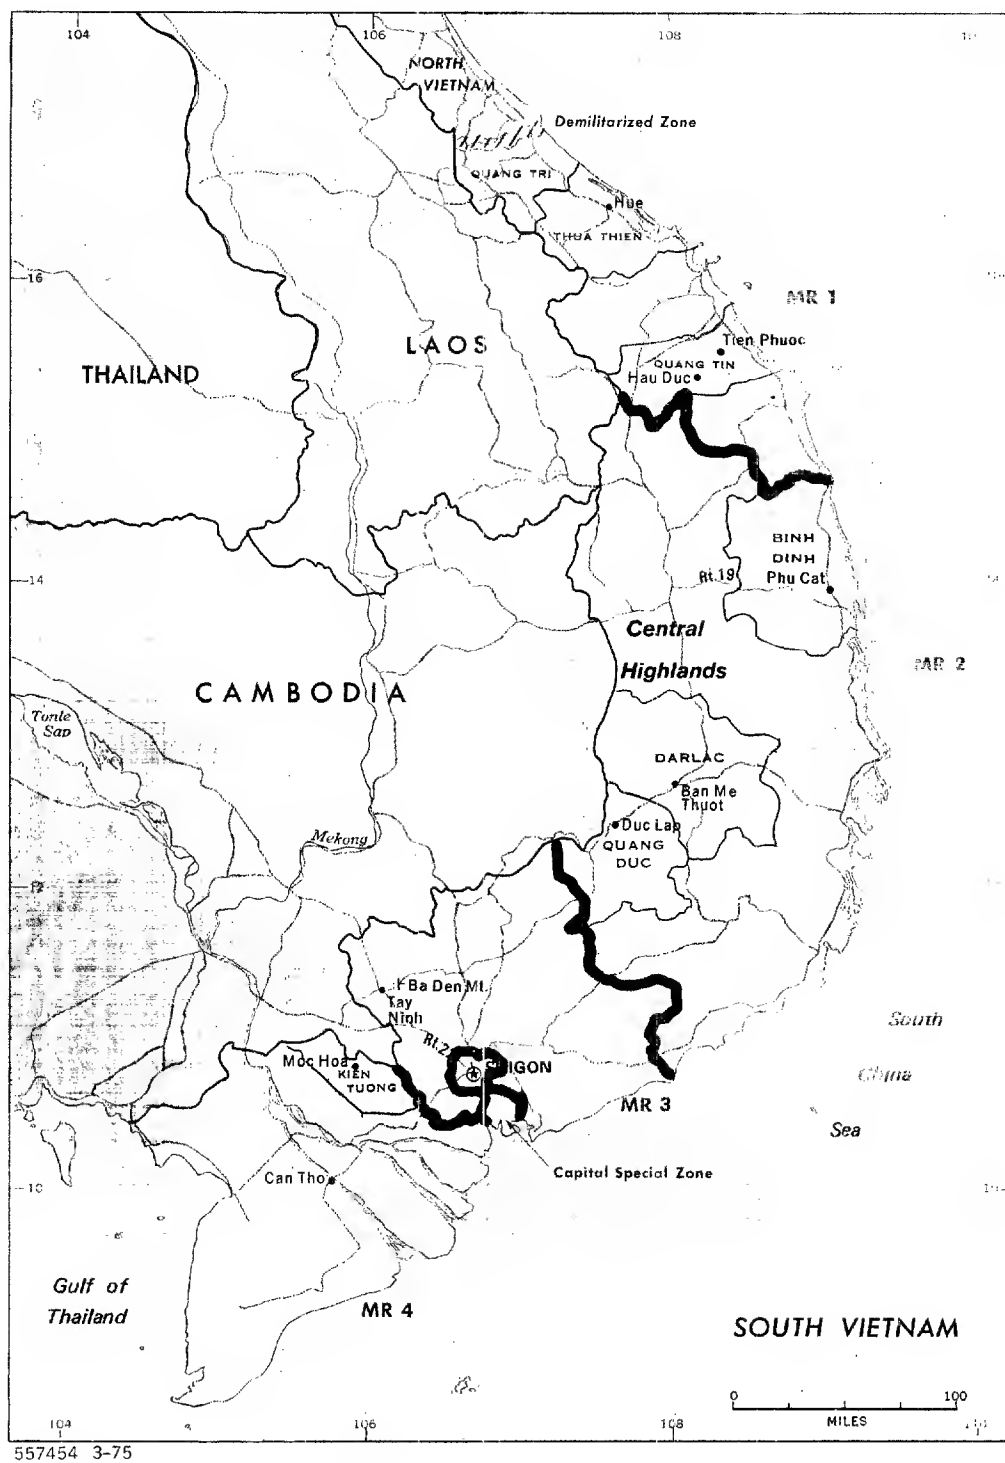 104 106 108
NORTH
VIETNAM
Demilitarized Zone
QUANG TRI
Hue
THUA THIEN
16
MR 1
LAOS
Tien Phuoc
THAILAND
QUANG TIN
Hau Duc
BINH
DINH
Rt. 19
Phu Cat
14
Central
Highlands
MR 2
CAMBODIA
Tonle
Sap
DARLAC
Ban Me
Thuot
Duc Lap
Mekong
QUANG
DUC
12
Ba Den Mt.
Tay
Ninh
South
Moc Hoa
KIEN
TUONG
SAIGON
China
MR 3
Sea
Can Tho
Capital Special Zone
10
Gulf of
Thailand
MR 4
SOUTH VIETNAM
0 100
MILES
104 106 108
557454 3-75